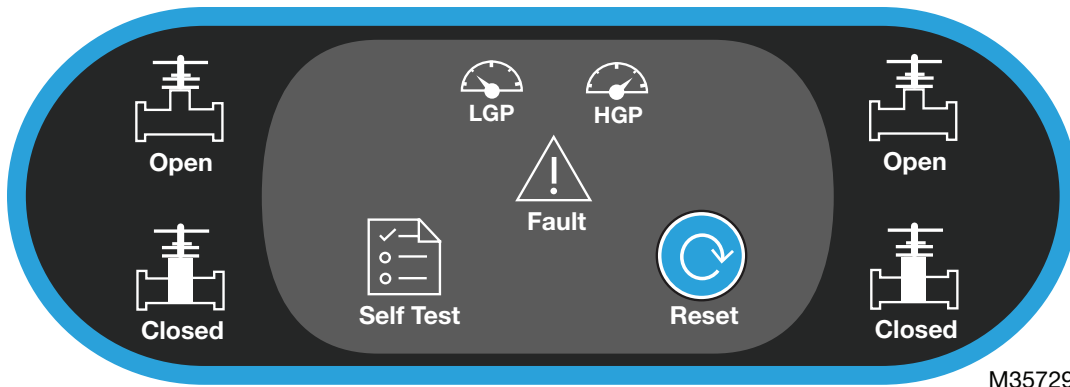 LGP
HGP
Open
Open
Fault
Self Test
Reset
Closed
Closed
M35729